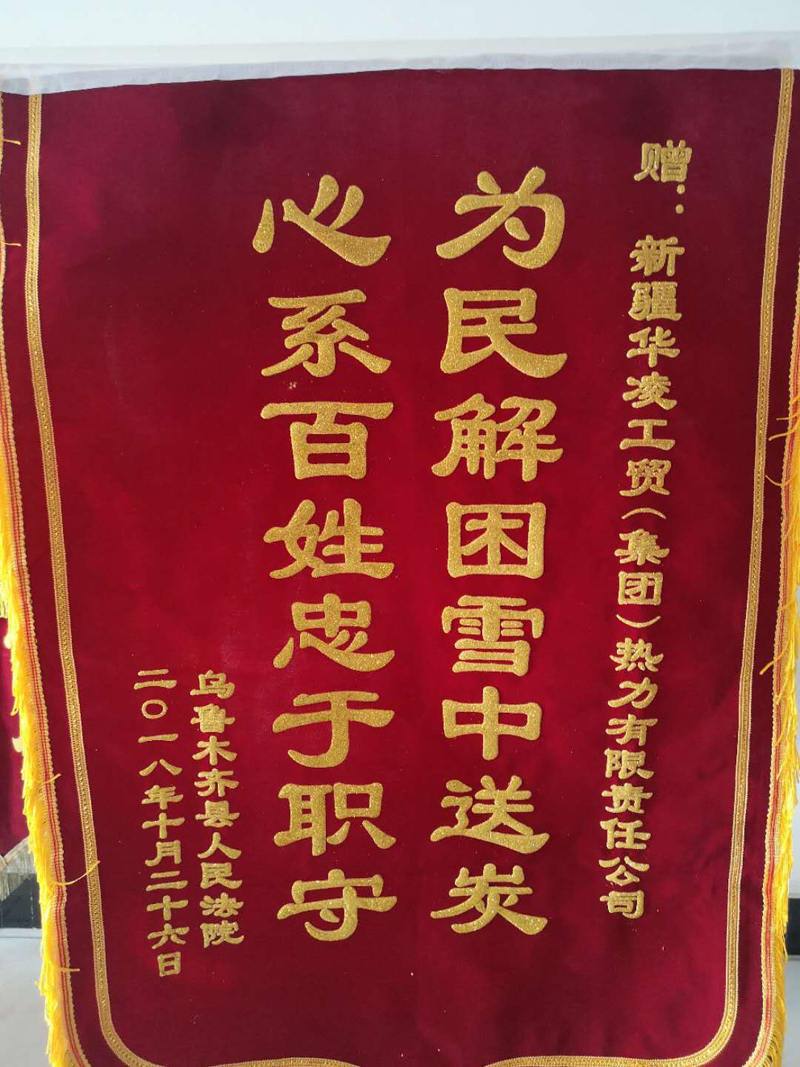 赠：新疆华凌工贸（集团）热力有限责任公司
为民解困雪中送炭
心系百姓忠于职守
乌鲁木齐县人民法院
二〇一八年十月二十六日